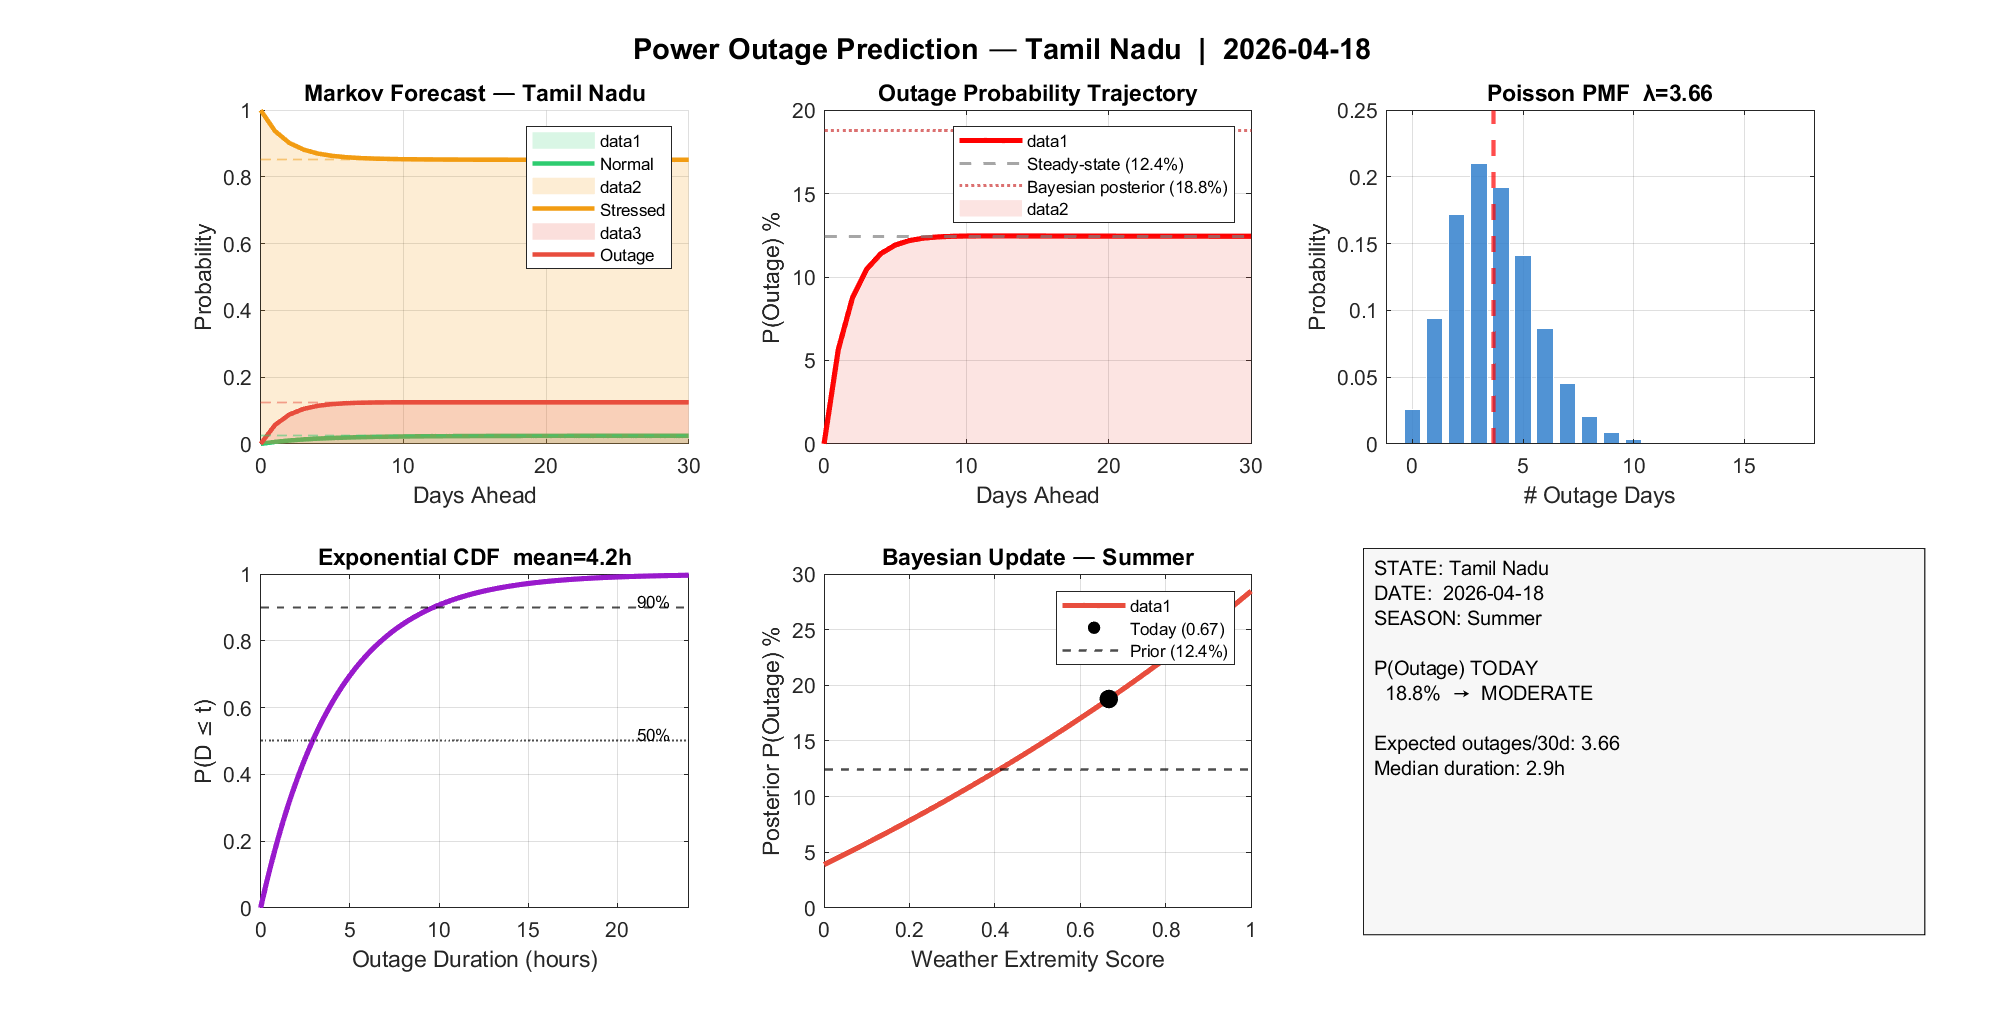 Power Outage Prediction — Tamil Nadu | 2026-04-18
Markov Forecast — Tamil Nadu
Probability
1
0.8
0.6
0.4
0.2
0
0 10 20 30
Days Ahead
data1
Normal
data2
Stressed
data3
Outage
Outage Probability Trajectory
P(Outage) %
20
15
10
5
0
0 10 20 30
Days Ahead
data1
Steady-state (12.4%)
Bayesian posterior (18.8%)
data2
Poisson PMF λ=3.66
Probability
0.25
0.2
0.15
0.1
0.05
0
0 5 10 15
# Outage Days
Exponential CDF mean=4.2h
P(D ≤ t)
1
0.8
0.6
0.4
0.2
0
90%
50%
0 5 10 15 20
Outage Duration (hours)
Bayesian Update — Summer
Posterior P(Outage) %
30
25
20
15
10
5
0
0 0.2 0.4 0.6 0.8 1
Weather Extremity Score
data1
Today (0.67)
Prior (12.4%)
STATE: Tamil Nadu
DATE: 2026-04-18
SEASON: Summer
P(Outage) TODAY
18.8% → MODERATE
Expected outages/30d: 3.66
Median duration: 2.9h